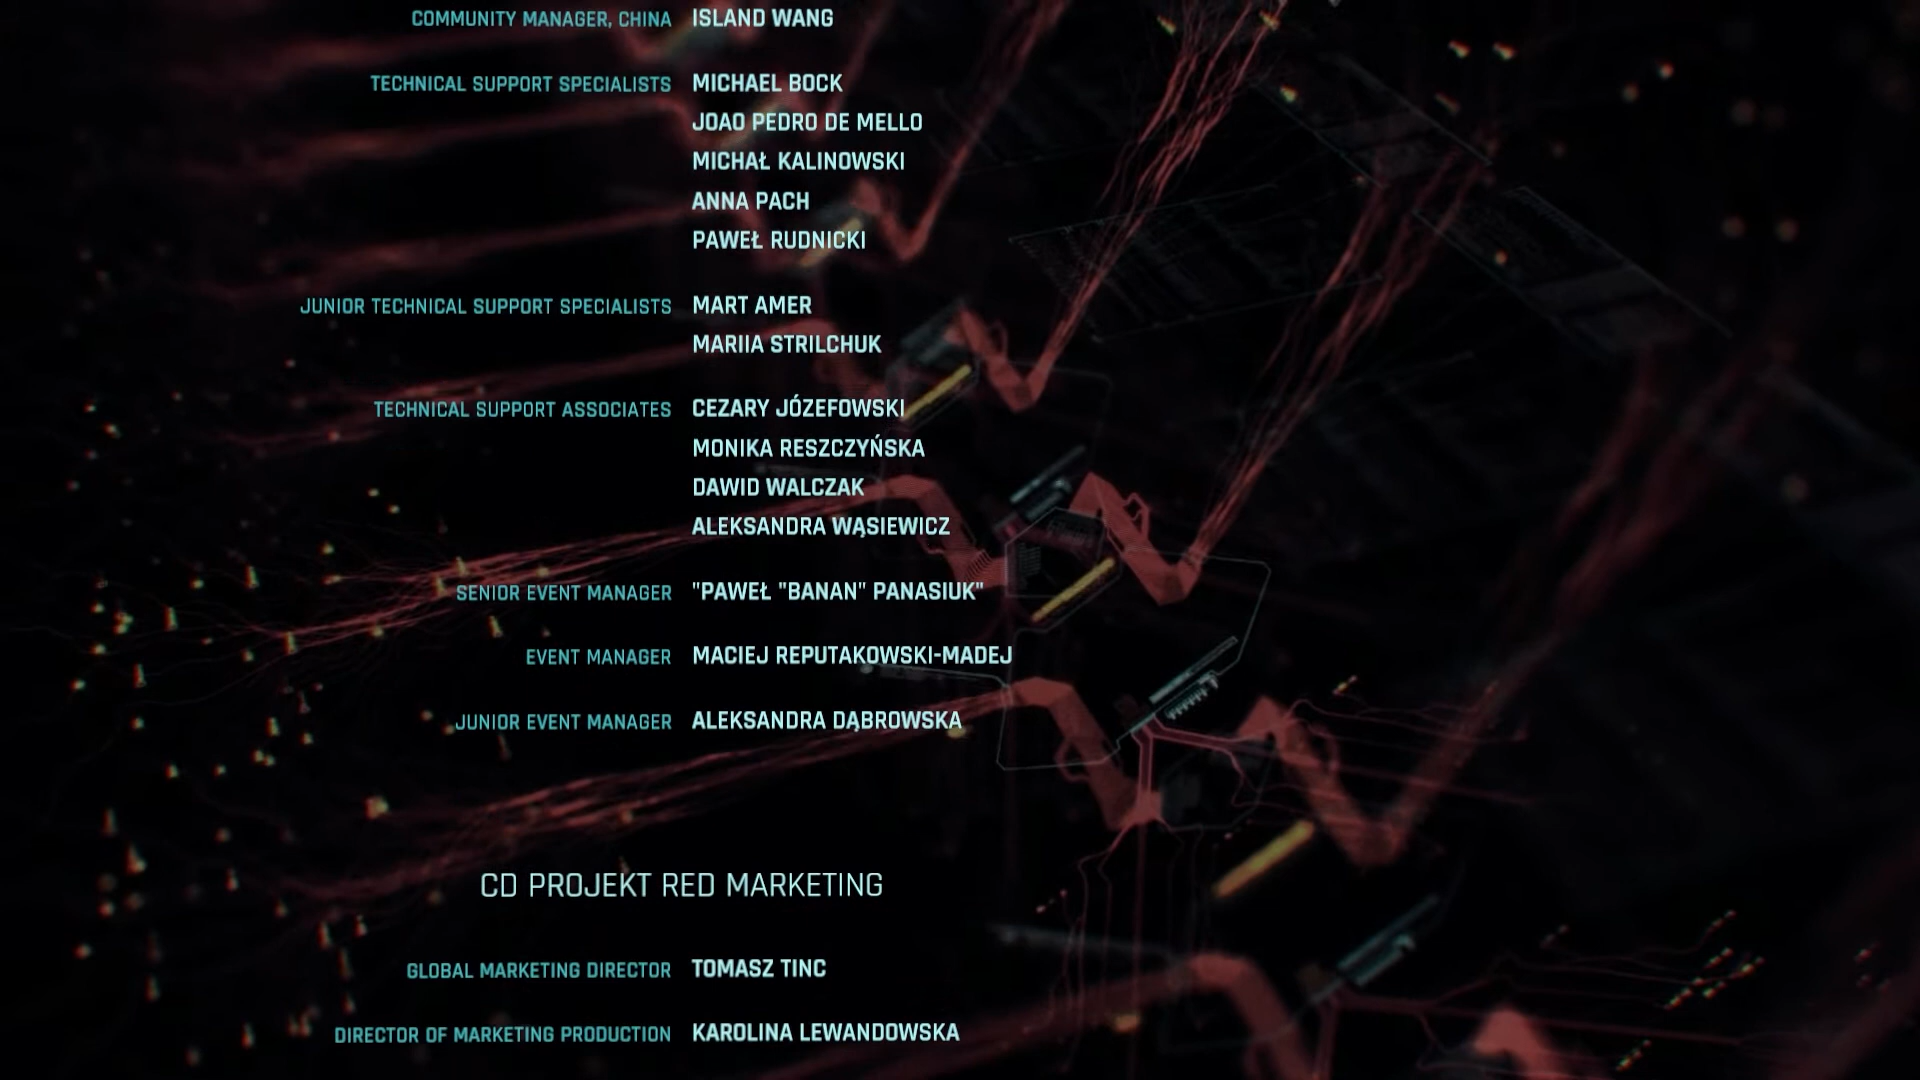 COMMUNITY MANAGER, CHINA ISLAND WANG
TECHNICAL SUPPORT SPECIALISTS MICHAEL BOCK
JOAO PEDRO DE MELLO
MICHAŁ KALINOWSKI
ANNA PACH
PAWEŁ RUDNICKI
JUNIOR TECHNICAL SUPPORT SPECIALISTS MART AMER
MARIIA STRILCHUK
TECHNICAL SUPPORT ASSOCIATES CEZARY JÓZEFOWSKI
MONIKA RESZCZYŃSKA
DAWID WALCZAK
ALEKSANDRA WĄSIEWICZ
SENIOR EVENT MANAGER "PAWEŁ "BANAN" PANASIUK"
EVENT MANAGER MACIEJ REPUTAKOWSKI-MADEJ
JUNIOR EVENT MANAGER ALEKSANDRA DĄBROWSKA
CD PROJEKT RED MARKETING
GLOBAL MARKETING DIRECTOR TOMASZ TINC
DIRECTOR OF MARKETING PRODUCTION KAROLINA LEWANDOWSKA